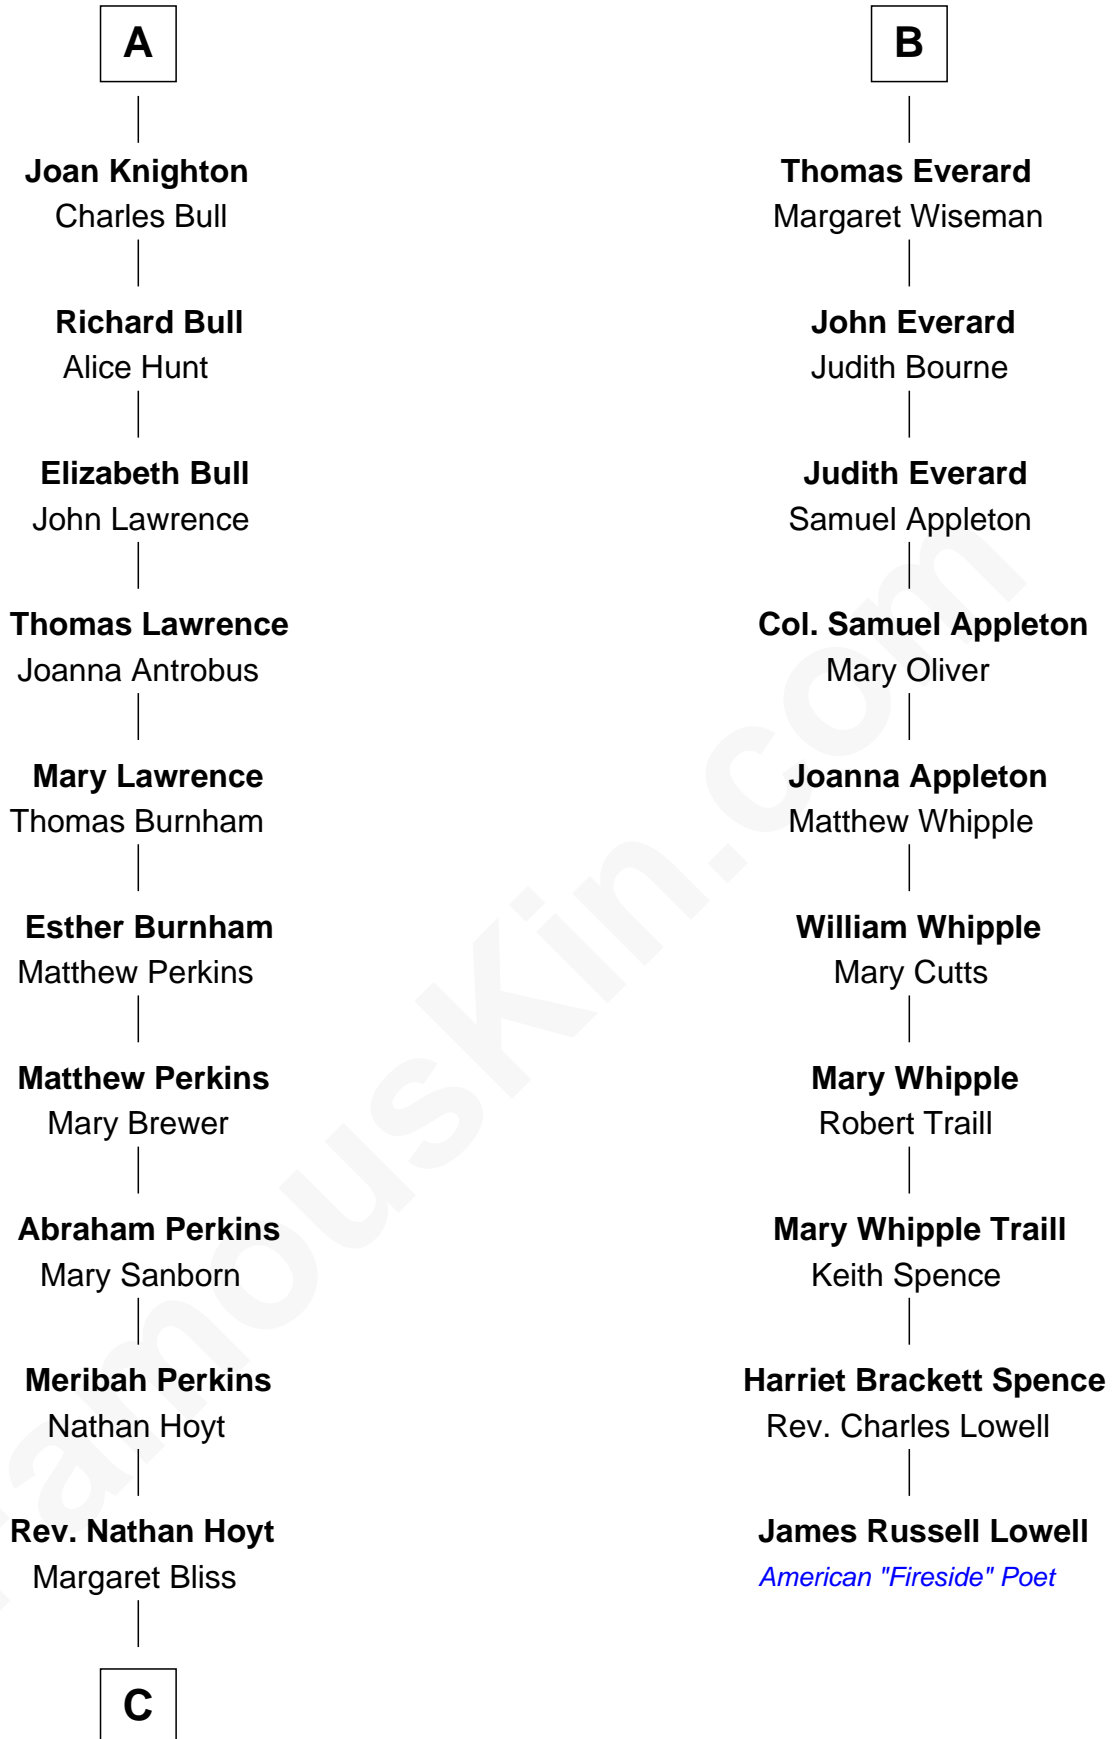 A
Joan Knighton
Charles Bull
Richard Bull
Alice Hunt
Elizabeth Bull
John Lawrence
Thomas Lawrence
Joanna Antrobus
Mary Lawrence
Thomas Burnham
Esther Burnham
Matthew Perkins
Matthew Perkins
Mary Brewer
Abraham Perkins
Mary Sanborn
Meribah Perkins
Nathan Hoyt
Rev. Nathan Hoyt
Margaret Bliss
C
B
Thomas Everard
Margaret Wiseman
John Everard
Judith Bourne
Judith Everard
Samuel Appleton
Col. Samuel Appleton
Mary Oliver
Joanna Appleton
Matthew Whipple
William Whipple
Mary Cutts
Mary Whipple
Robert Traill
Mary Whipple Traill
Keith Spence
Harriet Brackett Spence
Rev. Charles Lowell
James Russell Lowell
American "Fireside" Poet
FamousKin.com